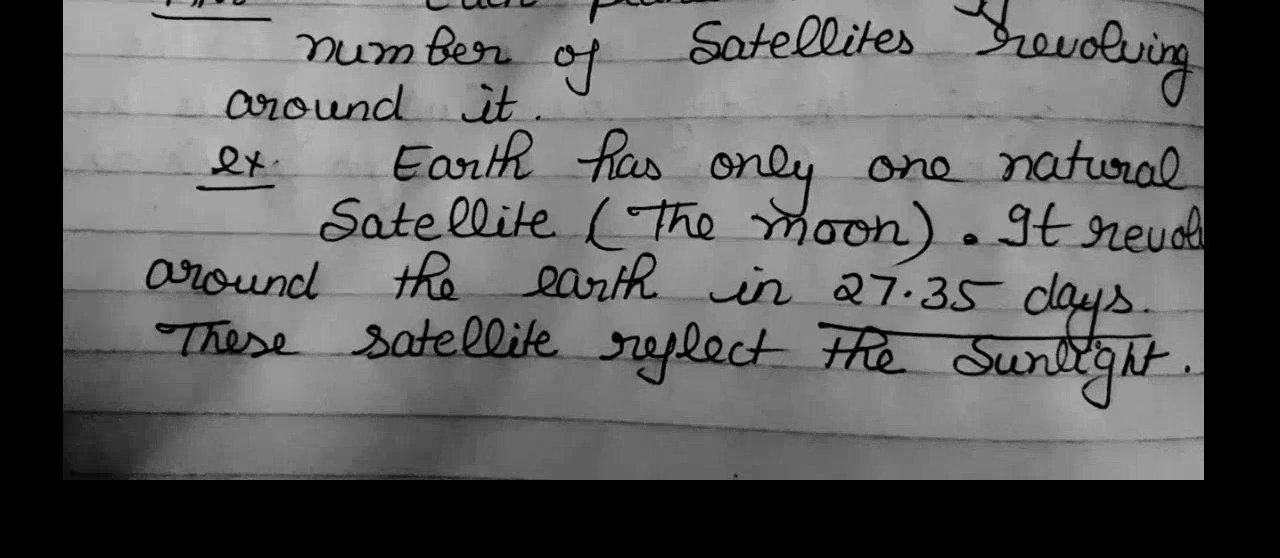 number of Satellites revolving
around it.
ex. Earth has only one natural
Satellite (The moon). It
around the earth in 27.35 days.
These satellite reflect the Sunlight.